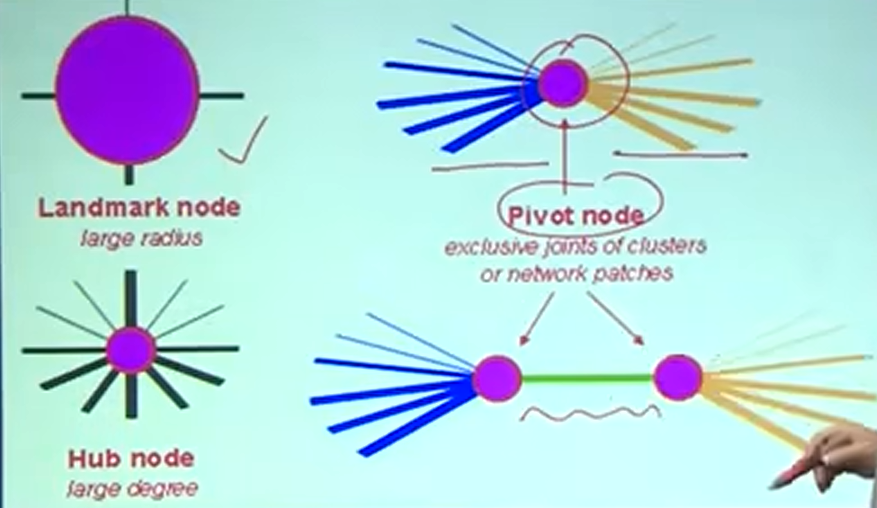 Landmark node
large radius
Pivot node
exclusive joints of clusters
or network patches
Hub node
large degree